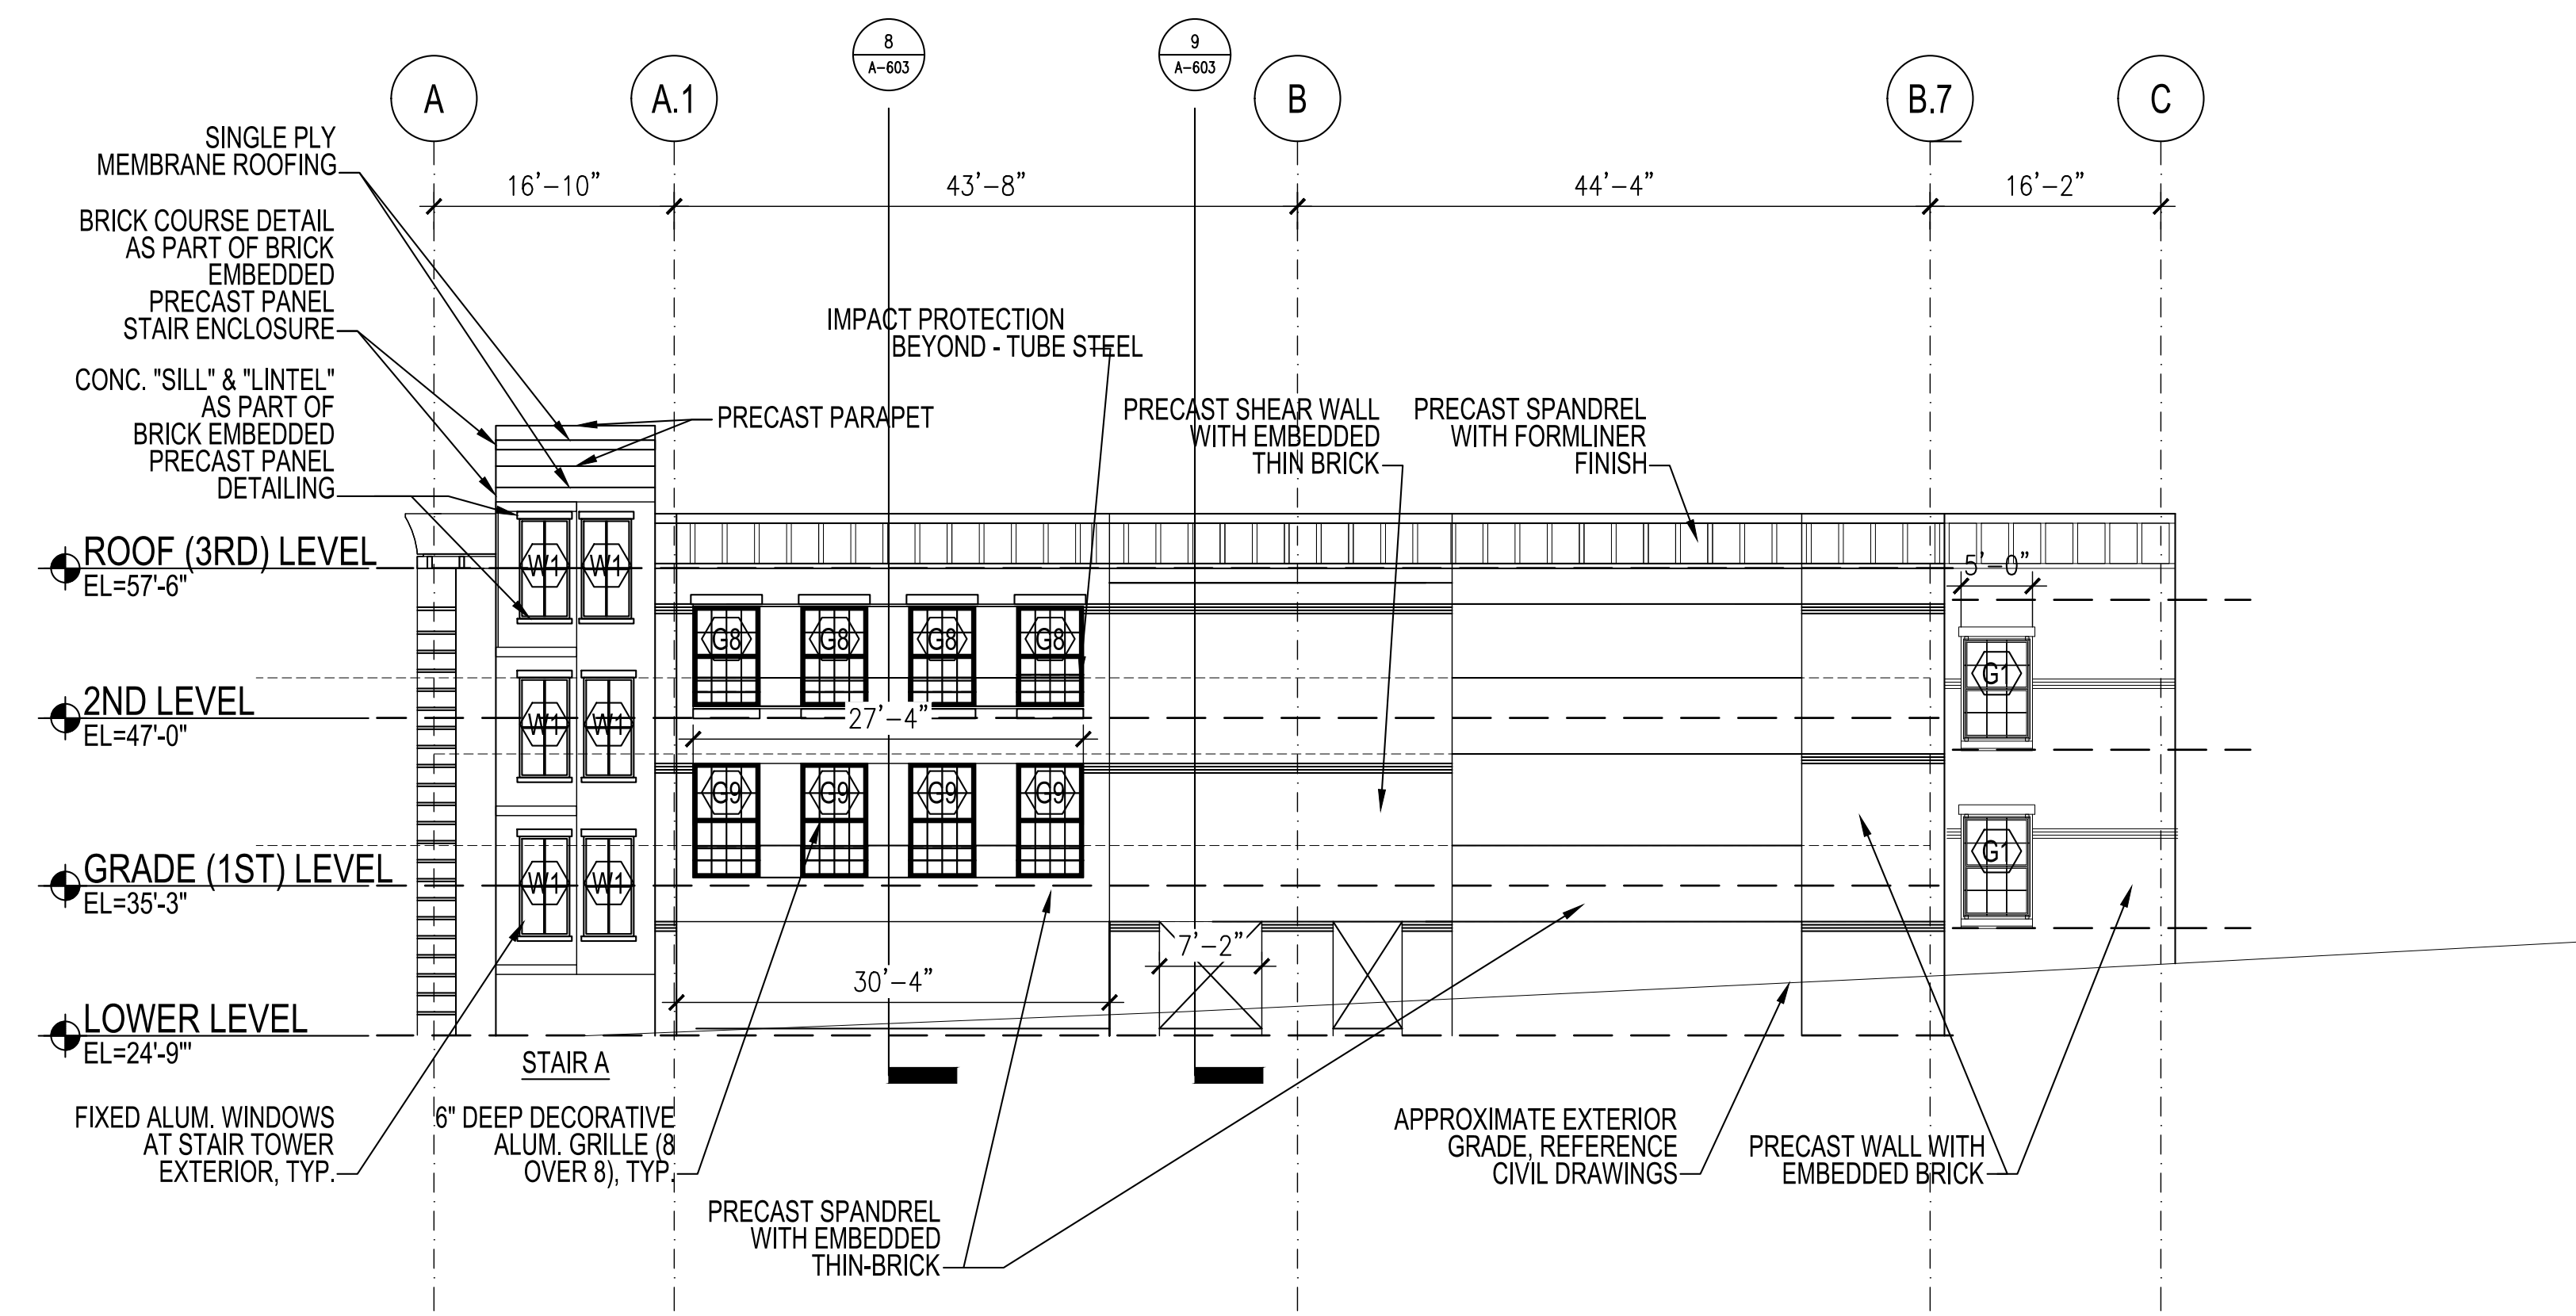 8
A-603
9
A-603
A
A.1
B
B.7
C
16'-10"
43'-8"
44'-4"
16'-2"
SINGLE PLY
MEMBRANE ROOFING
BRICK COURSE DETAIL
AS PART OF BRICK
EMBEDDED
PRECAST PANEL
STAIR ENCLOSURE
CONC. "SILL" & "LINTEL"
AS PART OF
BRICK EMBEDDED
PRECAST PANEL
DETAILING
IMPACT PROTECTION
BEYOND - TUBE STEEL
PRECAST PARAPET
PRECAST SHEAR WALL
WITH EMBEDDED
THIN BRICK
PRECAST SPANDREL
WITH FORMLINER
FINISH
ROOF (3RD) LEVEL
EL=57'-6"
W1
W1
5'-0"
G8
G8
G8
G8
G1
2ND LEVEL
EL=47'-0"
W1
W1
27'-4"
G9
G9
G9
G9
G1
GRADE (1ST) LEVEL
EL=35'-3"
W1
W1
7'-2"
30'-4"
LOWER LEVEL
EL=24'-9'"
STAIR A
FIXED ALUM. WINDOWS
AT STAIR TOWER
EXTERIOR, TYP.
6" DEEP DECORATIVE
ALUM. GRILLE (8
OVER 8), TYP.
APPROXIMATE EXTERIOR
GRADE, REFERENCE
CIVIL DRAWINGS
PRECAST WALL WITH
EMBEDDED BRICK
PRECAST SPANDREL
WITH EMBEDDED
THIN-BRICK